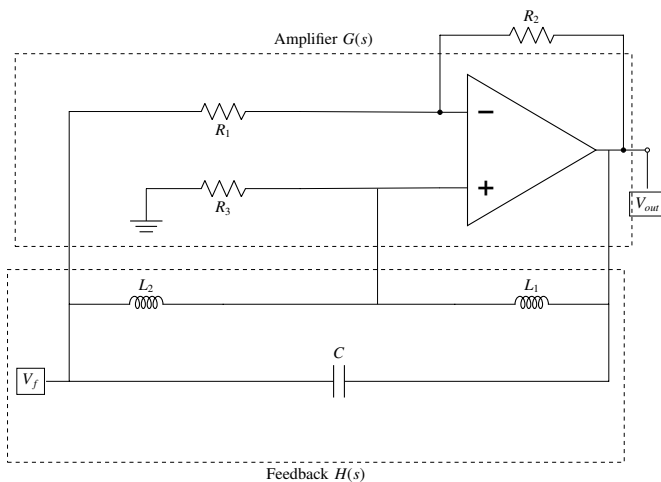 R2
Amplifier G(s)
R1
−
+
R3
Vout
L2
L1
C
Vf
Feedback H(s)